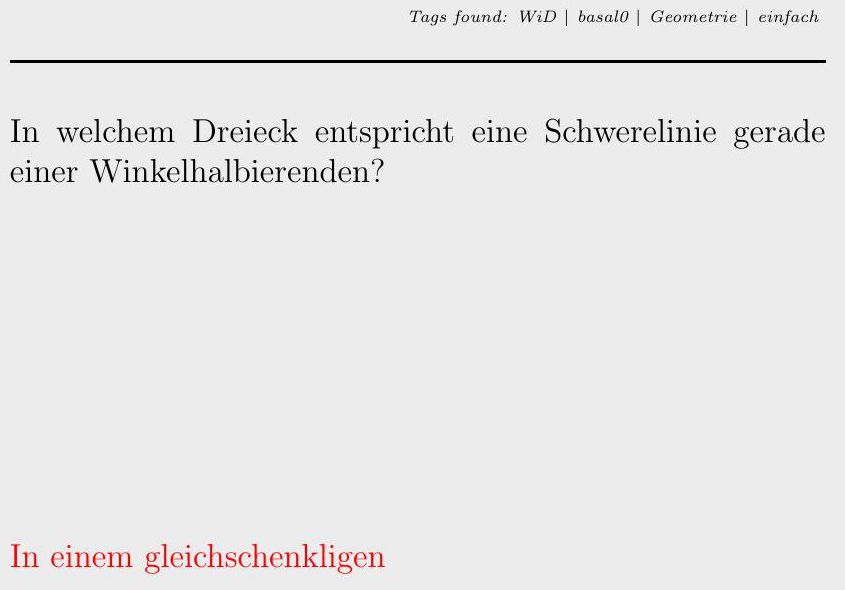 Tags found: WiD | basal0 | Geometrie | einfach
In welchem Dreieck entspricht eine Schwerelinie gerade
einer Winkelhalbierenden?
In einem gleichschenkligen